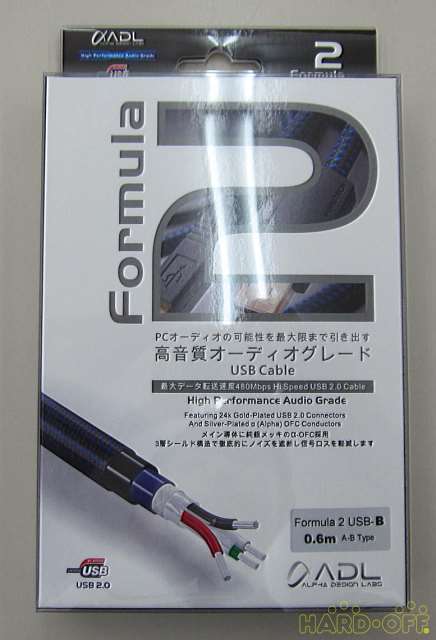 ADL
ALPHA DESIGN LABS
High Performance Audio Grade
USB
2
Formula
Formula
2
PCオーディオの可能性を最大限まで引き出す
高音質オーディオグレード
USB Cable
最大データ転送速度480Mbps Hi Speed USB 2.0 Cable
High Performance Audio Grade
Featuring 24k Gold-Plated USB 2.0 Connectors
And Silver-Plated α (Alpha) OFC Conductors
メイン導体に純銀メッキのα-OFC採用
3層シールド構造で徹底的にノイズを遮断し信号ロスを軽減します
Formula 2 USB-B
0.6m A-B Type
USB
USB 2.0
ADL
ALPHA DESIGN LABS
HARD-OFF